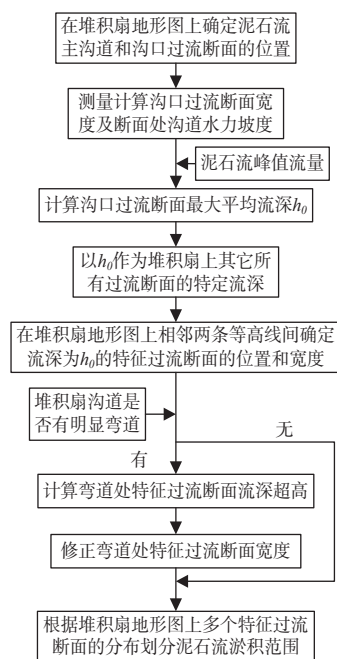 在堆积扇地形图上确定泥石流
主沟道和沟口过流断面的位置
测量计算沟口过流断面宽
度及断面处沟道水力坡度
泥石流峰值流量
计算沟口过流断面最大平均流深h₀
以h₀作为堆积扇上其它所
有过流断面的特定流深
在堆积扇地形图上相邻两条等高线间确定
流深为h₀的特征过流断面的位置和宽度
堆积扇沟道是
否有明显弯道
无
有
计算弯道处特征过流断面流深超高
修正弯道处特征过流断面宽度
根据堆积扇地形图上多个特征过流
断面的分布划分泥石流淤积范围